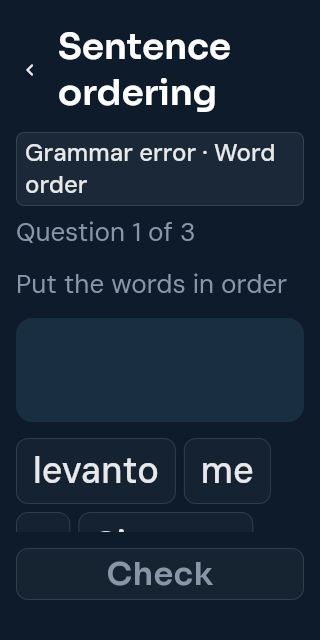 Sentence
ordering
Grammar error · Word
order
Question 1 of 3
Put the words in order
levanto me
Check